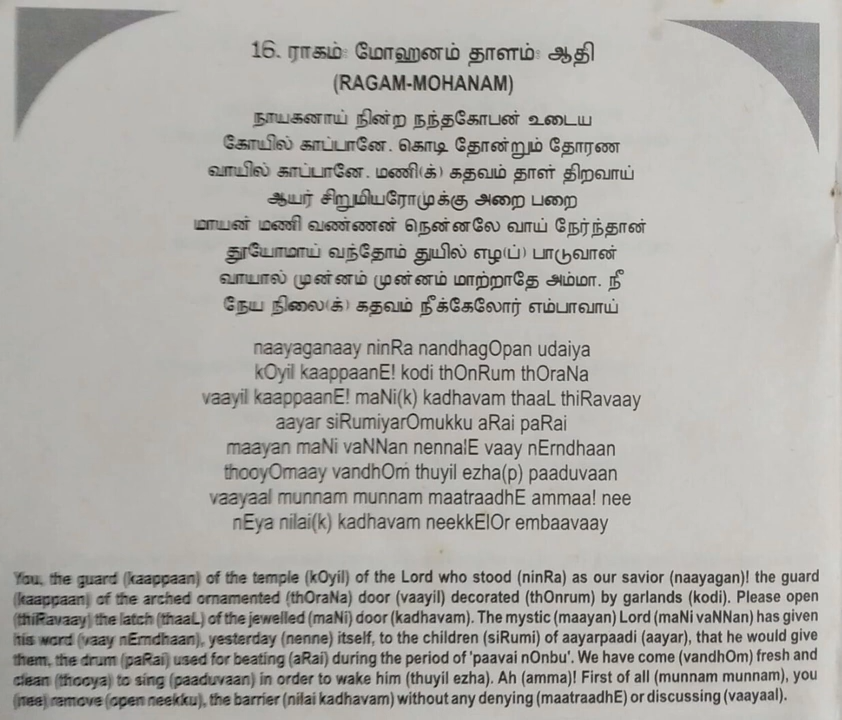 16. ராகம்: மோஹனம் தாளம்: ஆதி
(RAGAM-MOHANAM)
நாயகனாய் நின்ற நந்தகோபன் உடைய
கோயில் காப்பானே. கொடி தோன்றும் தோரண
வாயில் காப்பானே. மணி(க்) கதவம் தாள் திறவாய்
ஆயர் சிறுமியரோமுக்கு அறை பறை
மாயன் மணி வண்ணன் நென்னலே வாய் நேர்ந்தான்
தூயோமாய் வந்தோம் துயில் எழ(ப்) பாடுவான்
வாயால் முன்னம் முன்னம் மாற்றாதே அம்மா. நீ
நேய நிலை(க்) கதவம் நீக்கேலோர் எம்பாவாய்
naayaganaay ninRa nandhagOpan udaiya
kOyil kaappaanE! kodi thOnRum thOraNa
vaayil kaappaanE! maNi(k) kadhavam thaaL thiRavaay
aayar siRumiyarOmukku aRai paRai
maayan maNi vaNNan nennalE vaay nErndhaan
thooyOmaay vandhOm thuyil ezha(p) paaduvaan
vaayaal munnam munnam maatraadhE ammaa! nee
nEya nilai(k) kadhavam neekkElOr embaavaay
You, the guard (kaappaan) of the temple (kOyil) of the Lord who stood (ninRa) as our savior (naayagan)! the guard
(kaappaan) of the arched ornamented (thOraNa) door (vaayil) decorated (thOnrum) by garlands (kodi). Please open
(thiRavaay) the latch (thaaL) of the jewelled (maNi) door (kadhavam). The mystic (maayan) Lord (maNi vaNNan) has given
his word (vaay nErndhaan), yesterday (nenne) itself, to the children (siRumi) of aayarpaadi (aayar), that he would give
them, the drum (paRai) used for beating (aRai) during the period of 'paavai nOnbu'. We have come (vandhOm) fresh and
clean (thooya) to sing (paaduvaan) in order to wake him (thuyil ezha). Ah (amma)! First of all (munnam munnam), you
(nee) remove (open neekku), the barrier (nilai kadhavam) without any denying (maatraadhE) or discussing (vaayaal).